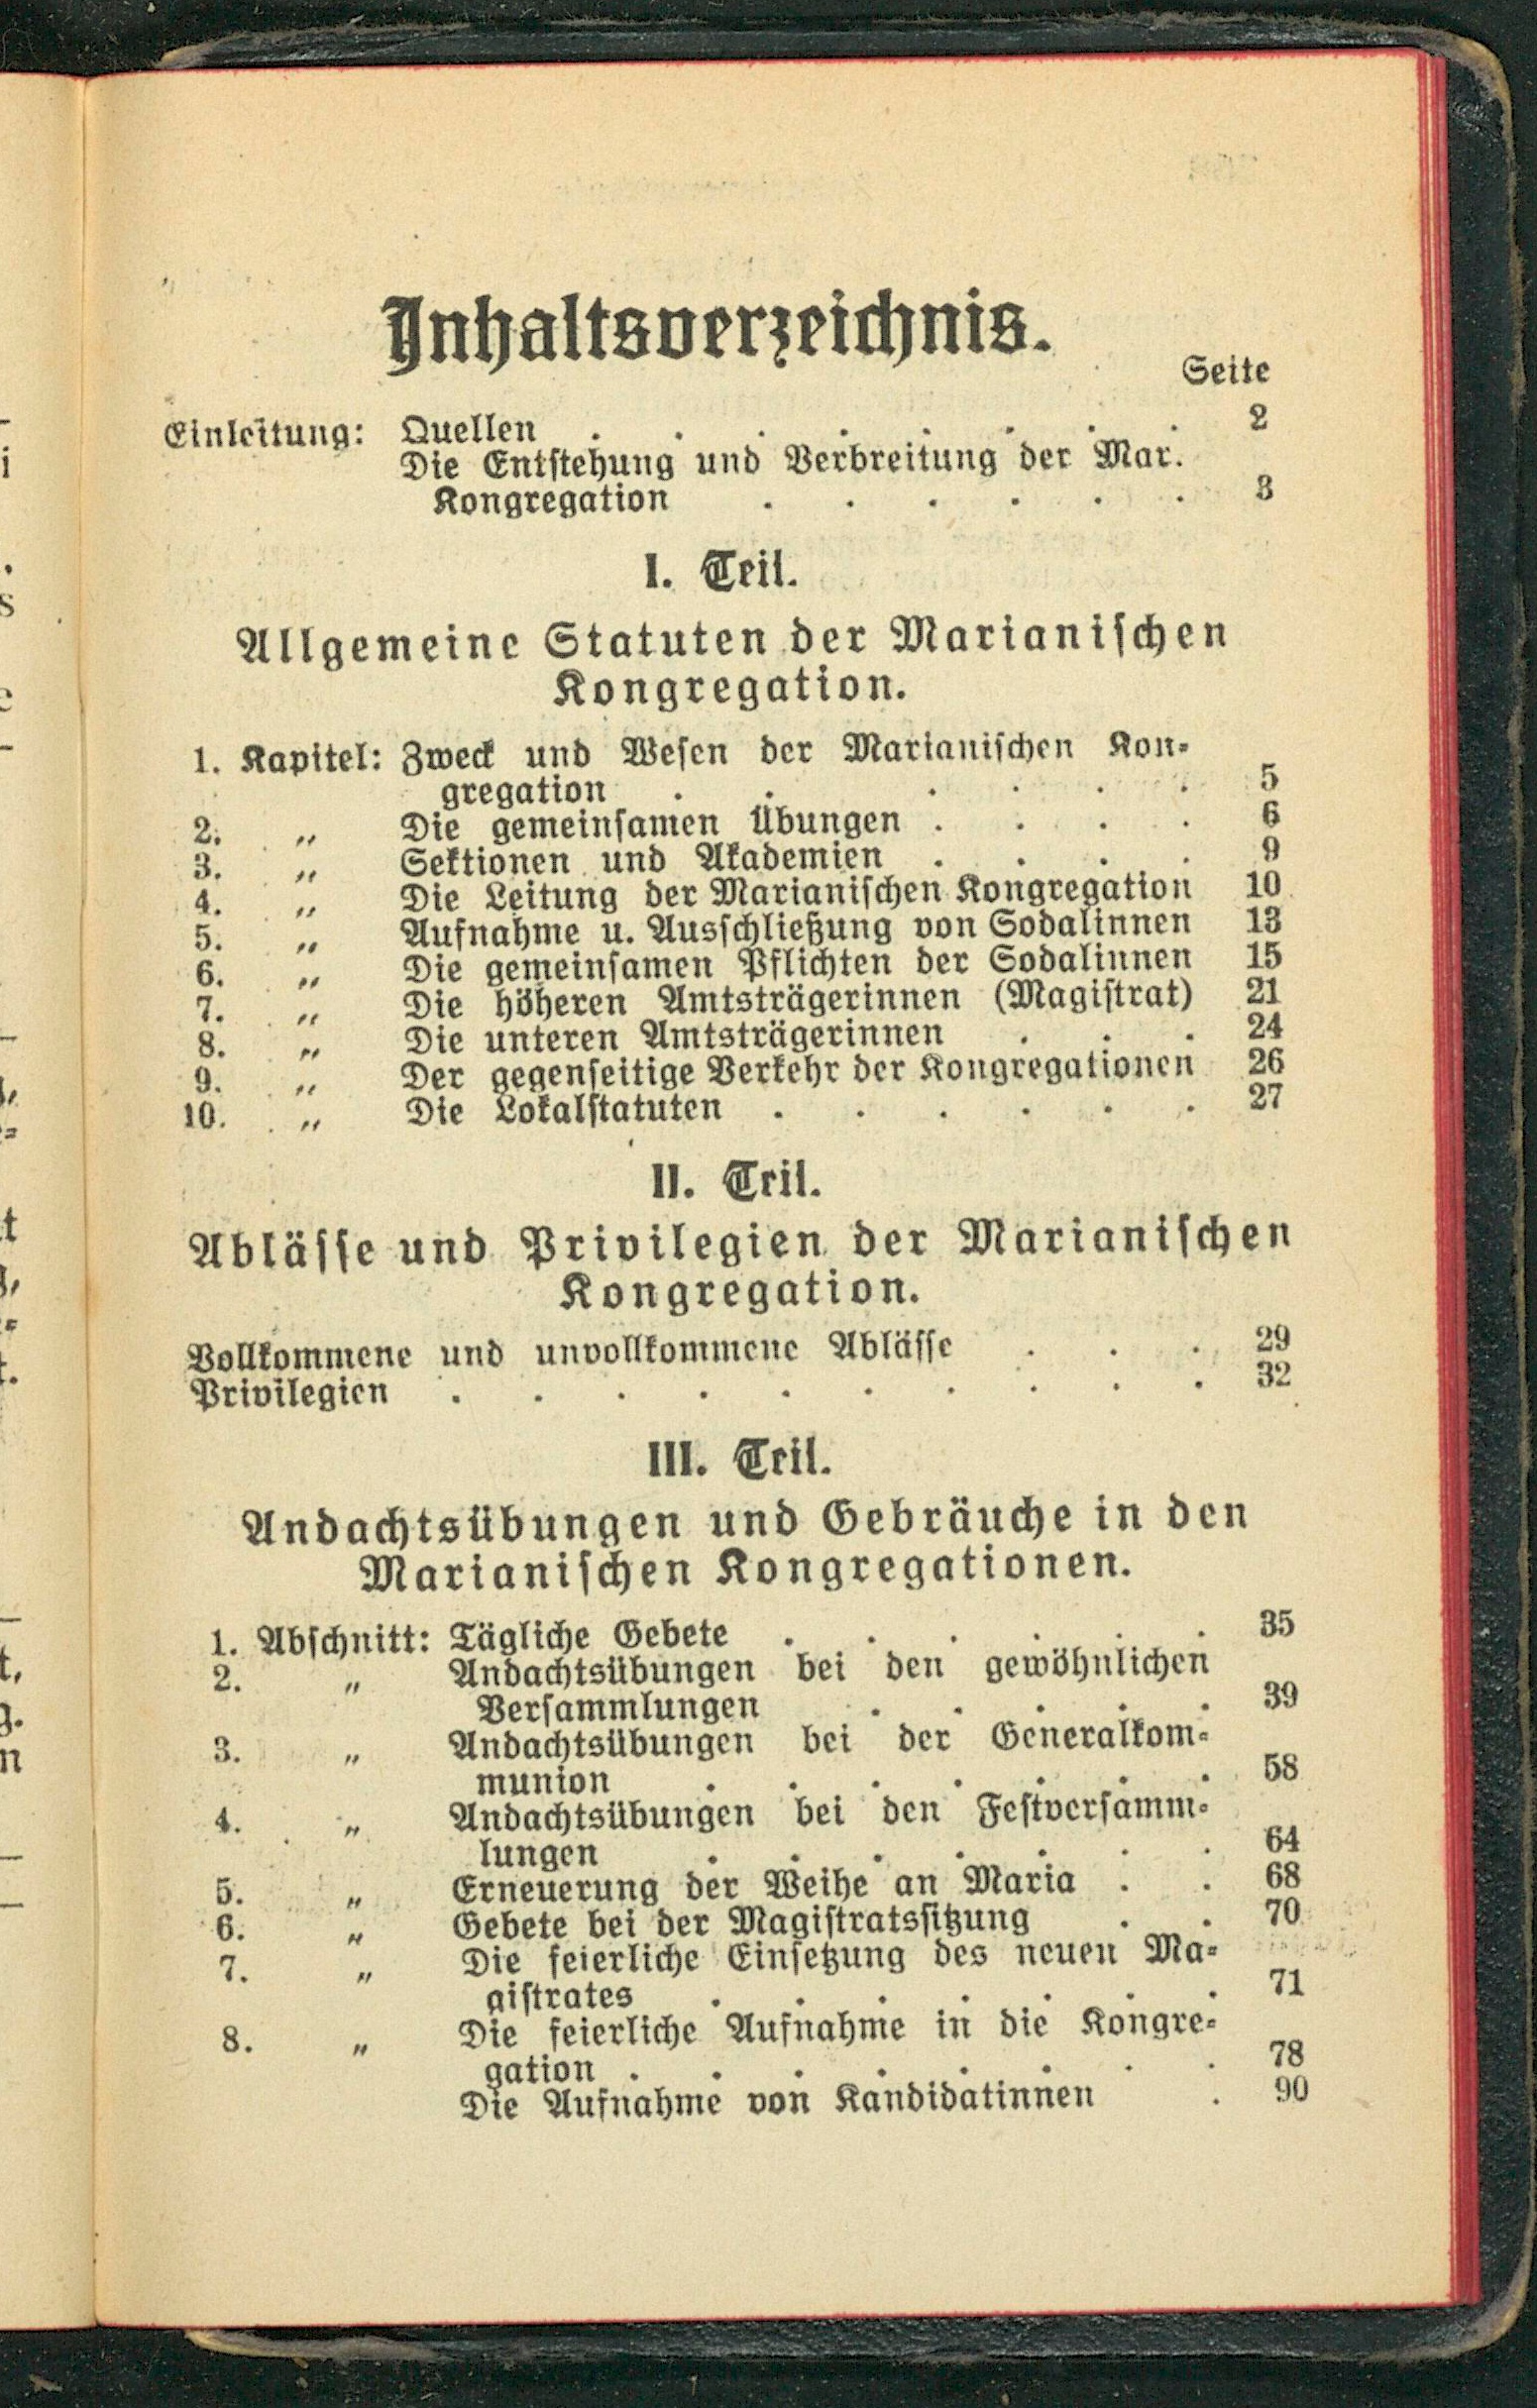 Inhaltsverzeichnis.
Seite
Einleitung: Quellen . . . . . . . . 2
Die Entstehung und Verbreitung der Mar.
Kongregation . . . . . . 3
I. Teil.
Allgemeine Statuten der Marianischen
Kongregation.
1. Kapitel: Zweck und Wesen der Marianischen Kon-
gregation . . . . . . 5
2. „ Die gemeinsamen Übungen . . . . 6
3. „ Sektionen und Akademien . . . . 9
4. „ Die Leitung der Marianischen Kongregation 10
5. „ Aufnahme u. Ausschließung von Sodalinnen 13
6. „ Die gemeinsamen Pflichten der Sodalinnen 15
7. „ Die höheren Amtsträgerinnen (Magistrat) 21
8. „ Die unteren Amtsträgerinnen . . . 24
9. „ Der gegenseitige Verkehr der Kongregationen 26
10. „ Die Lokalstatuten . . . . . . 27
II. Teil.
Ablässe und Privilegien der Marianischen
Kongregation.
Vollkommene und unvollkommene Ablässe . . . 29
Privilegien . . . . . . . . . . 32
III. Teil.
Andachtsübungen und Gebräuche in den
Marianischen Kongregationen.
1. Abschnitt: Tägliche Gebete . . . . . . 35
2. „ Andachtsübungen bei den gewöhnlichen
Versammlungen . . . . . 39
3. „ Andachtsübungen bei der Generalkom-
munion . . . . . . . 58
4. „ Andachtsübungen bei den Festversamm-
lungen . . . . . . . 64
5. „ Erneuerung der Weihe an Maria . . 68
6. „ Gebete bei der Magistratssitzung . . 70
7. „ Die feierliche Einsetzung des neuen Ma-
gistrates . . . . . . . 71
8. „ Die feierliche Aufnahme in die Kongre-
gation . . . . . . . . 78
Die Aufnahme von Kandidatinnen . 90